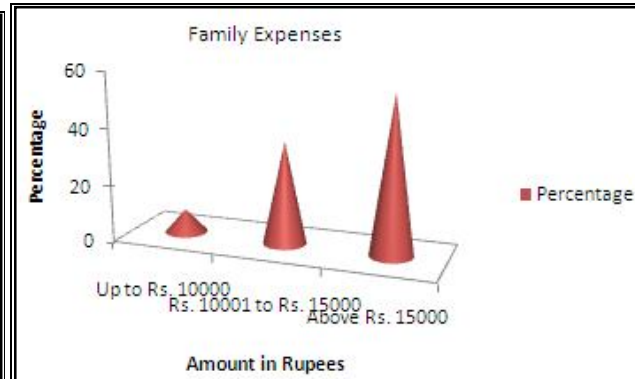 Family Expenses
60
40
20
0
Percentage
Percentage
Up to Rs. 10000
Rs. 10001 to Rs. 15000
Above Rs. 15000
Amount in Rupees